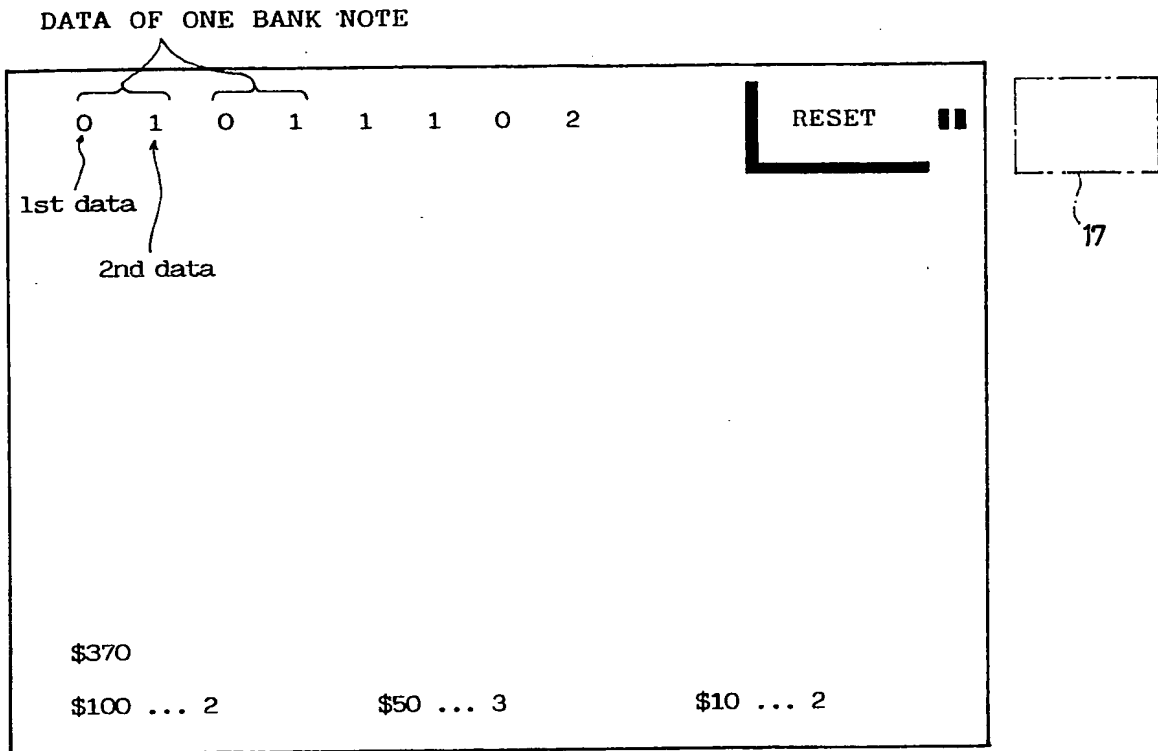 DATA OF ONE BANK NOTE
0 1 0 1 1 1 0 2 RESET
1st data
17
2nd data
$370
$100 ... 2 $50 ... 3 $10 ... 2